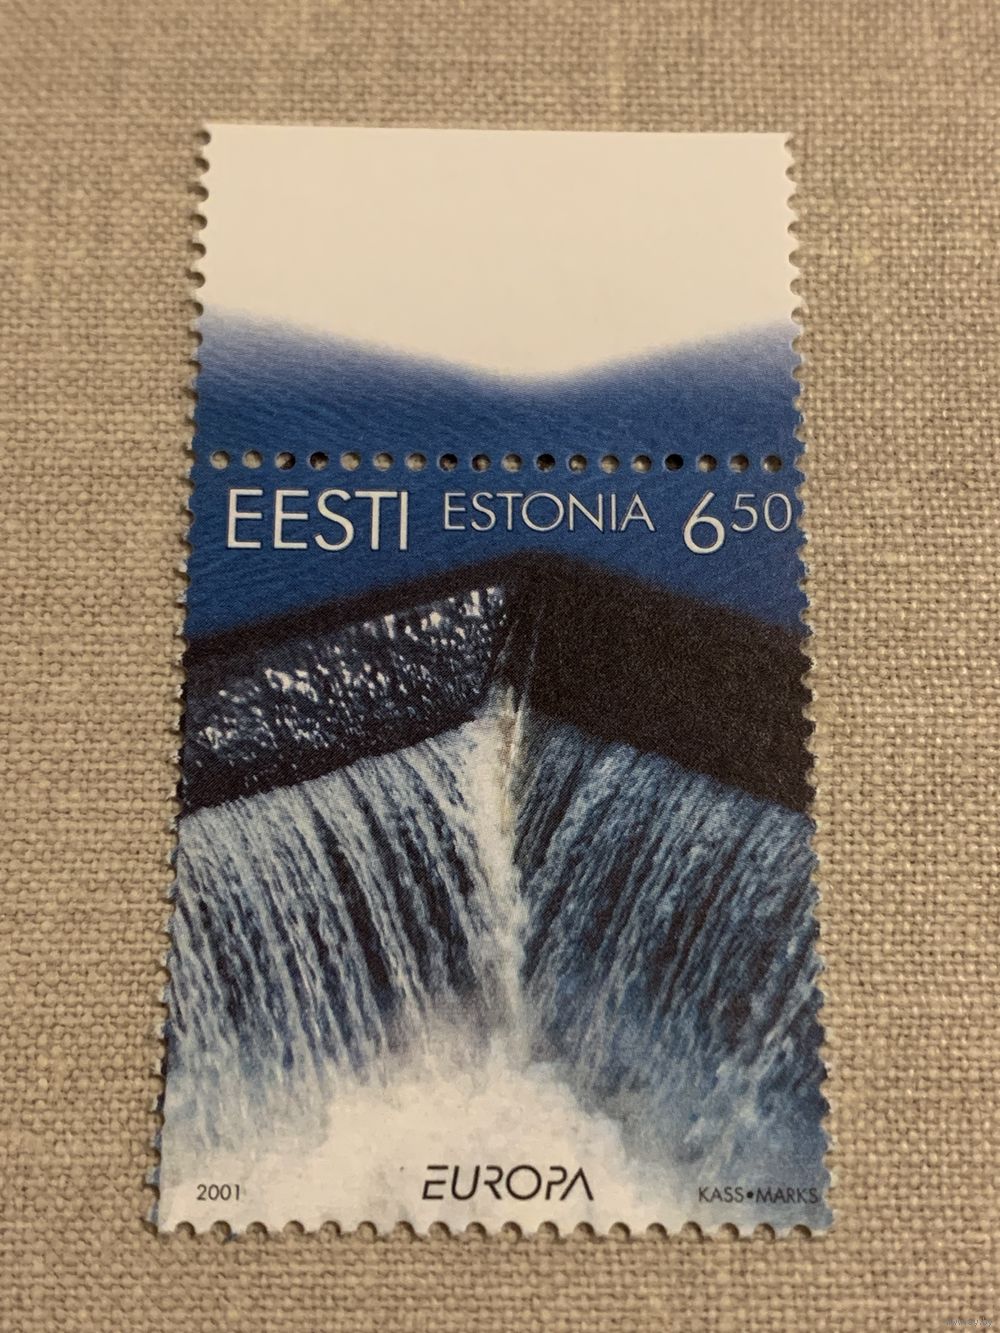 EESTI ESTONIA 6 50
2001 EUROPA KASS•MARKS